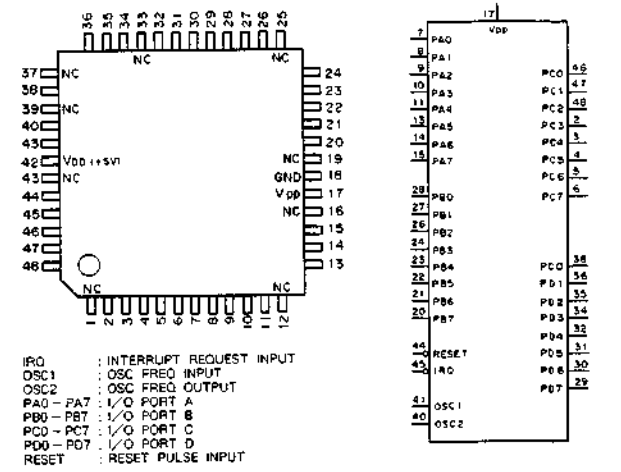 36 35 34 33 32 31 30 29 28 27 26 25
NC NC
37 NC
38
39 NC
40
43
42 VDD (+5V)
43 NC
44
45
46
47
48
24
23
22
21
20
NC 19
GND 18
Vpp 17
NC 16
15
14
13
NC NC
1 2 3 4 5 6 7 8 9 10 11 12
IRQ : INTERRUPT REQUEST INPUT
OSC1 : OSC FREQ INPUT
OSC2 : OSC FREQ OUTPUT
PA0 - PA7 : I/O PORT A
PB0 - PB7 : I/O PORT B
PC0 - PC7 : I/O PORT C
PD0 - PD7 : I/O PORT D
RESET : RESET PULSE INPUT
17
Vpp
7 PA0
8 PA1
9 PA2
10 PA3
11 PA4
13 PA5
14 PA6
15 PA7
28 PB0
27 PB1
26 PB2
24 PB3
23 PB4
22 PB5
21 PB6
20 PB7
44 RESET
45 IRQ
41 OSC1
40 OSC2
PC0 46
PC1 47
PC2 48
PC3 2
PC4 3
PC5 4
PC6 5
PC7 6
PD0 38
PD1 36
PD2 35
PD3 34
PD4 32
PD5 31
PD6 30
PD7 29